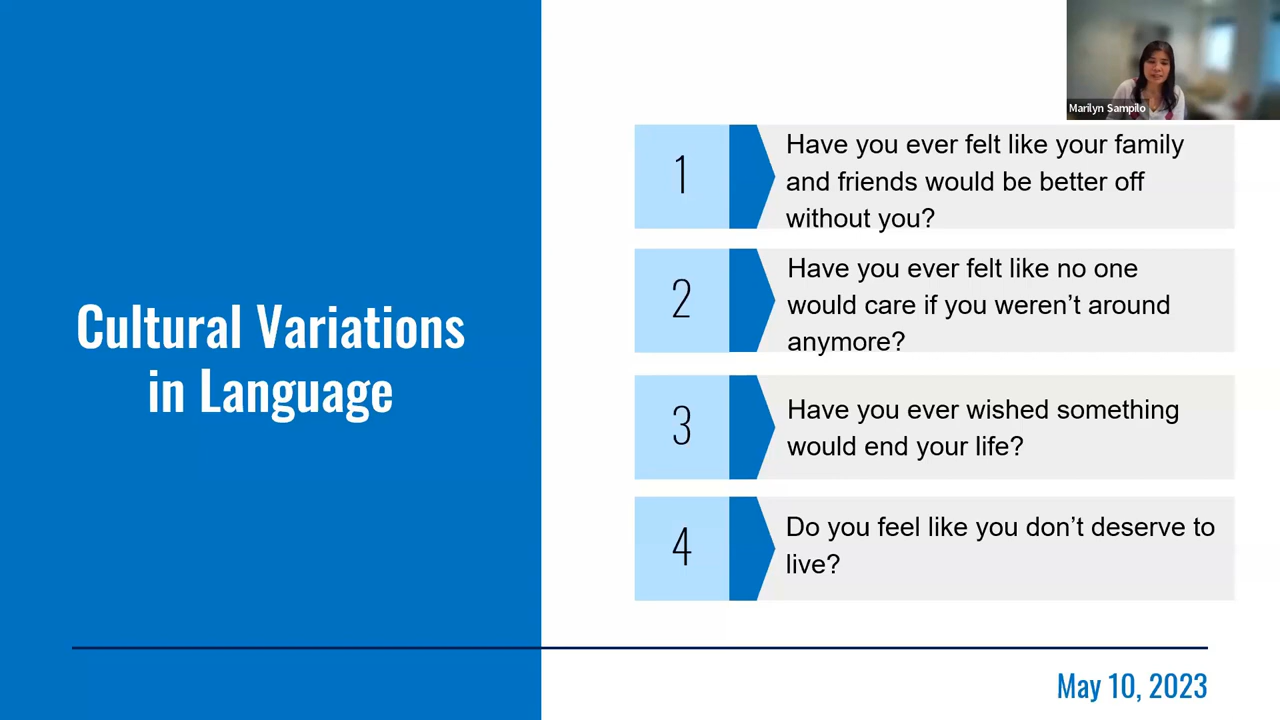 Marilyn Sampilo
Cultural Variations
in Language
1
Have you ever felt like your family
and friends would be better off
without you?
2
Have you ever felt like no one
would care if you weren’t around
anymore?
3
Have you ever wished something
would end your life?
4
Do you feel like you don’t deserve to
live?
May 10, 2023